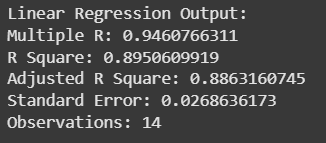 Linear Regression Output:
Multiple R: 0.9460766311
R Square: 0.8950609919
Adjusted R Square: 0.8863160745
Standard Error: 0.0268636173
Observations: 14